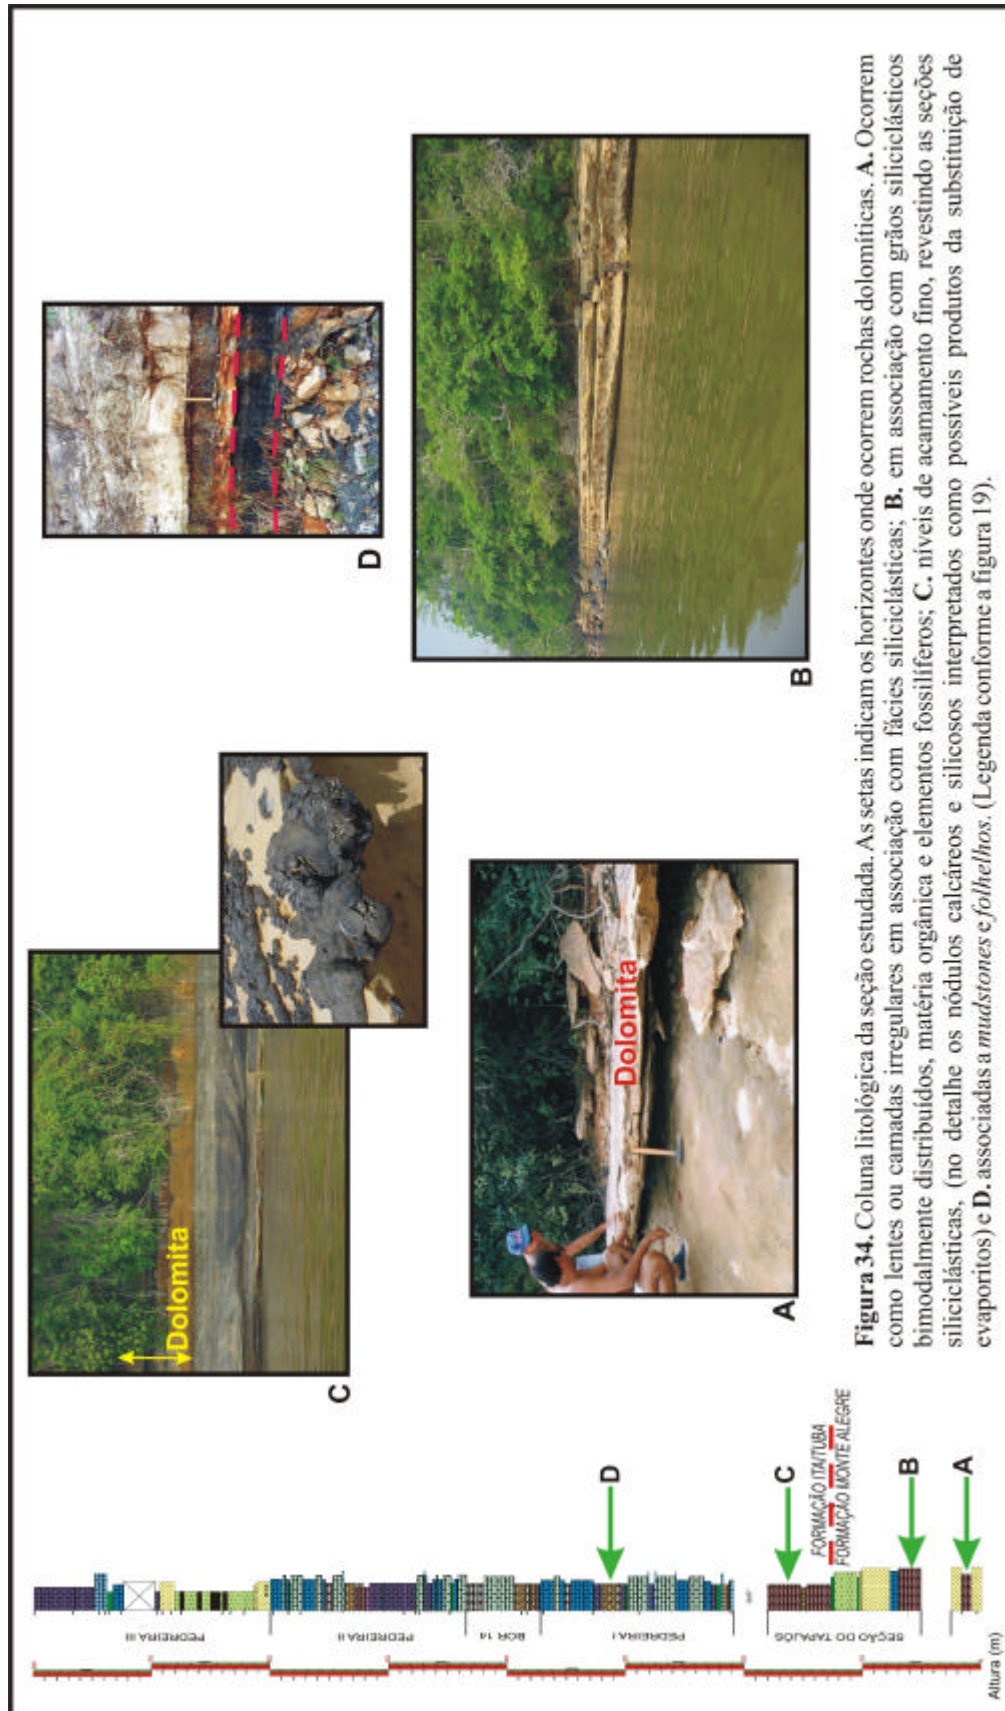 PEDREIRA III
PEDREIRA II
BOR 14
PEDREIRA I
SEÇÃO DO TAPAJÓS
Altura (m)
D
C
FORMAÇÃO ITAITUBA
FORMAÇÃO MONTE ALEGRE
B
A
Dolomita
C
Dolomita
A
D
B
Figura 34. Coluna litológica da seção estudada. As setas indicam os horizontes onde ocorrem rochas dolomíticas. A. Ocorrem
como lentes ou camadas irregulares em associação com fácies siliciclásticas; B. em associação com grãos siliciclásticos
bimodalmente distribuídos, matéria orgânica e elementos fossilíferos; C. níveis de acamamento fino, revestindo as seções
siliciclásticas, (no detalhe os nódulos calcáreos e silicosos interpretados como possíveis produtos da substituição de
evaporitos) e D. associadas a mudstones e folhelhos. (Legenda conforme a figura 19).